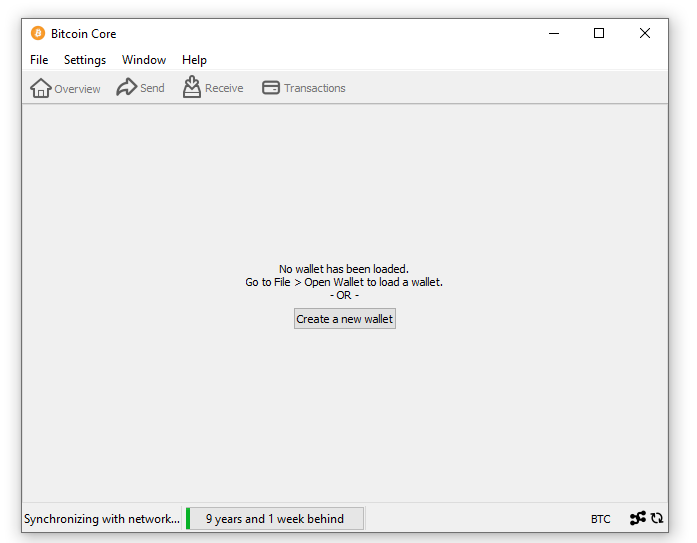 Bitcoin Core
File Settings Window Help
Overview Send Receive Transactions
No wallet has been loaded.
Go to File > Open Wallet to load a wallet.
- OR -
Create a new wallet
Synchronizing with network... 9 years and 1 week behind BTC